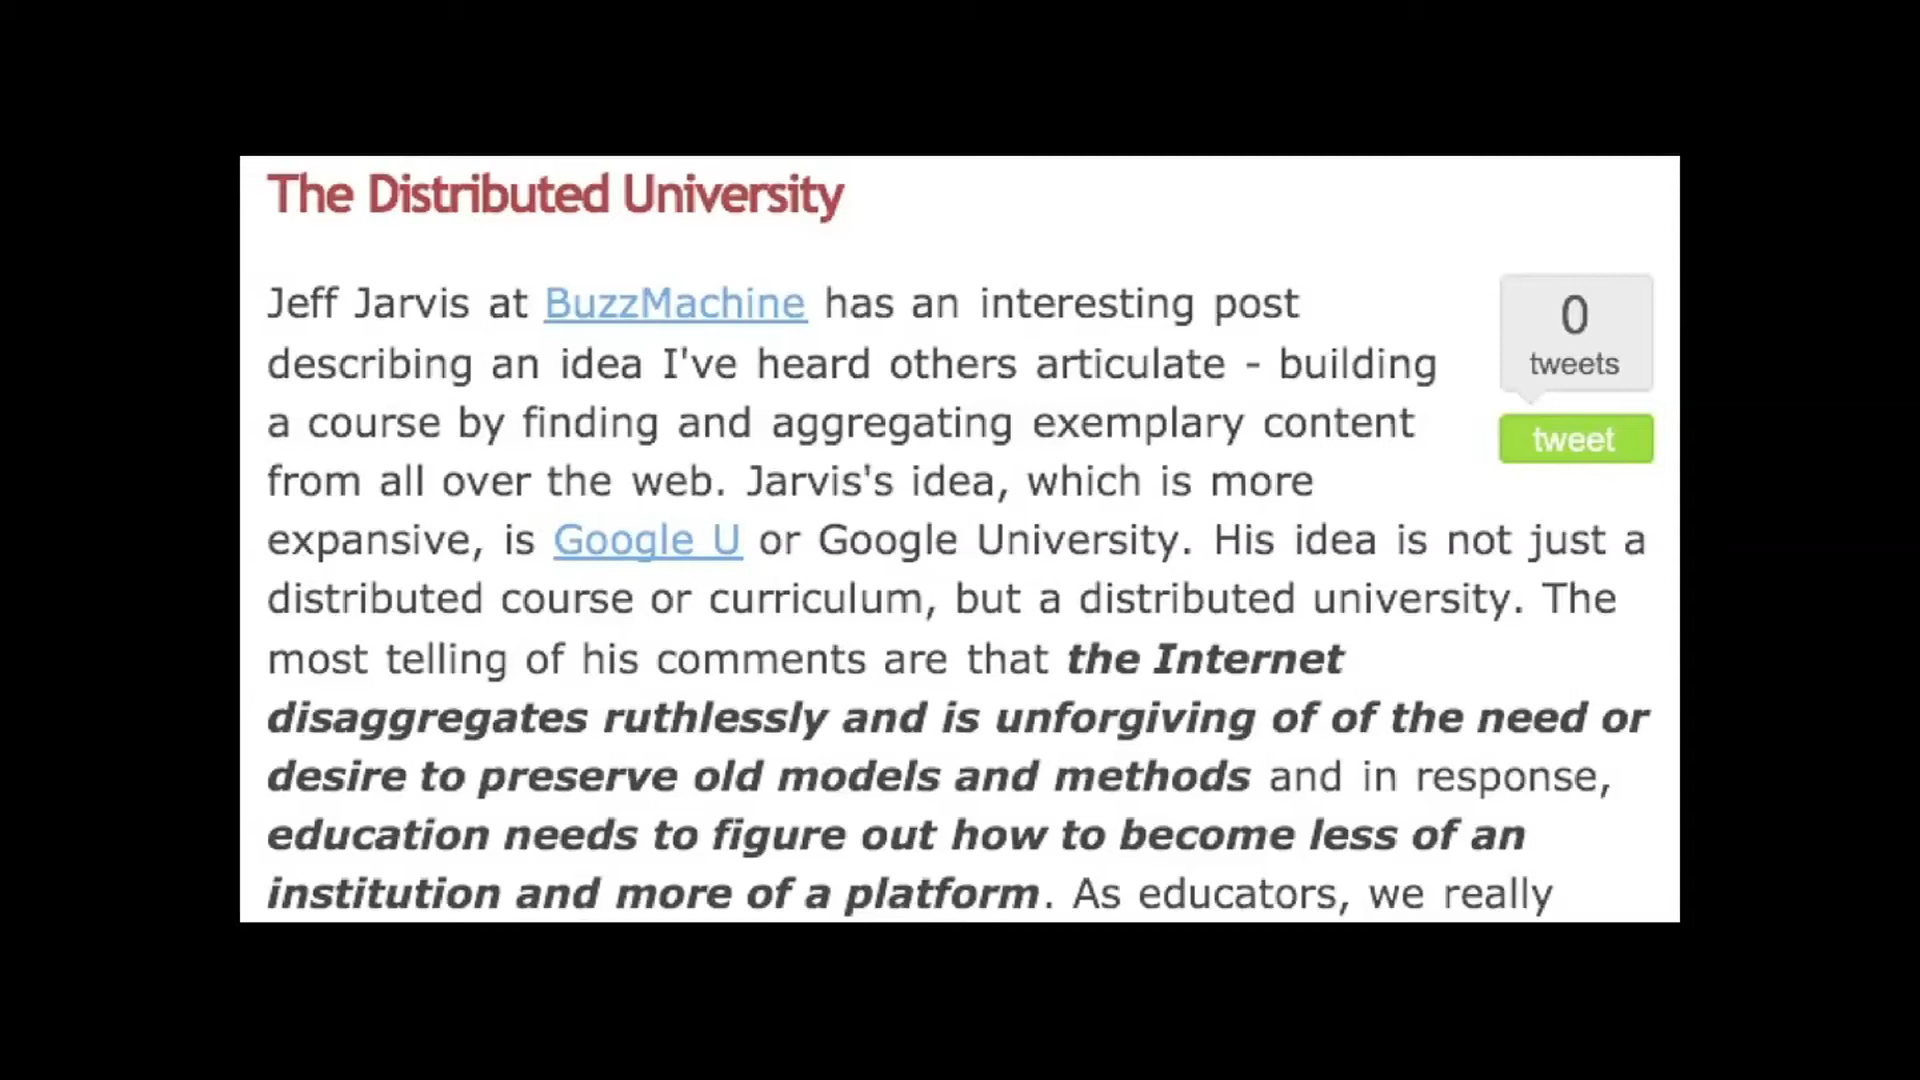 The Distributed University
Jeff Jarvis at BuzzMachine has an interesting post
describing an idea I've heard others articulate - building
a course by finding and aggregating exemplary content
from all over the web. Jarvis's idea, which is more
expansive, is Google U or Google University. His idea is not just a
distributed course or curriculum, but a distributed university. The
most telling of his comments are that the Internet
disaggregates ruthlessly and is unforgiving of of the need or
desire to preserve old models and methods and in response,
education needs to figure out how to become less of an
institution and more of a platform. As educators, we really
0
tweets
tweet